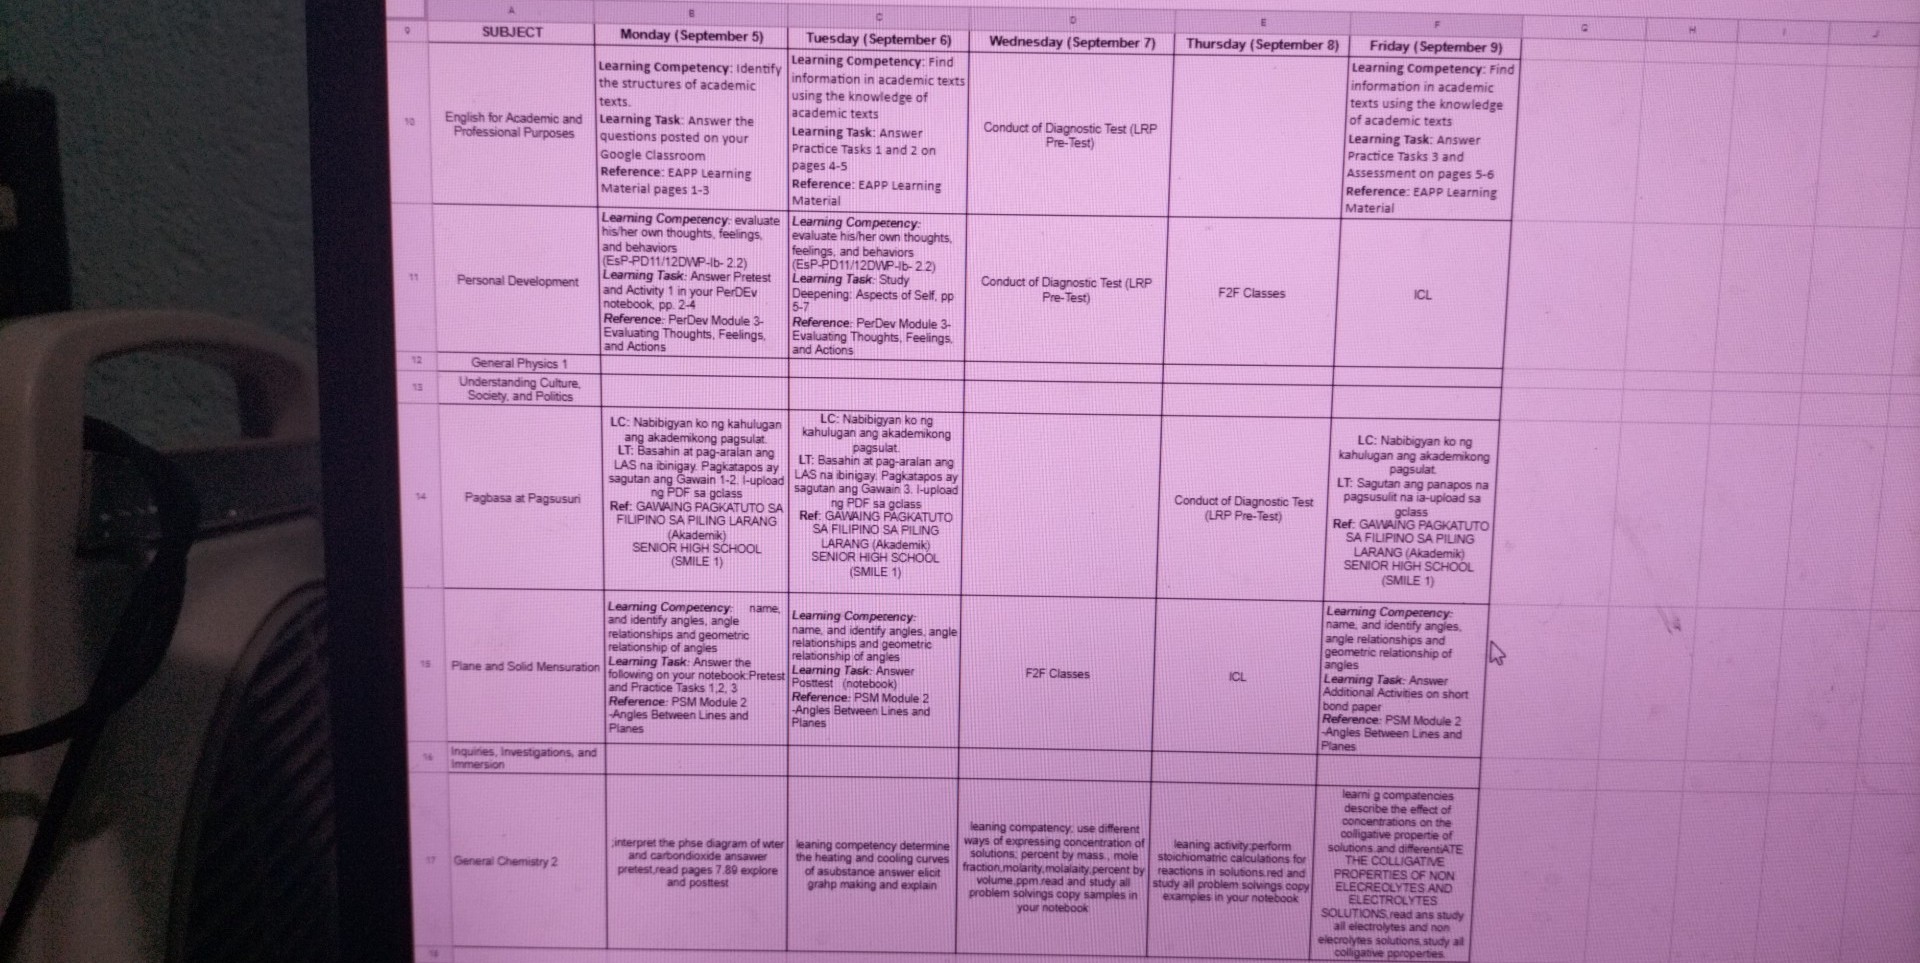 A B C D E F G H I J
9 SUBJECT Monday (September 5) Tuesday (September 6) Wednesday (September 7) Thursday (September 8) Friday (September 9)
10
English for Academic and
Professional Purposes
Learning Competency: Identify
the structures of academic
texts.
Learning Task: Answer the
questions posted on your
Google Classroom
Reference: EAPP Learning
Material pages 1-3
Learning Competency: Find
information in academic texts
using the knowledge of
academic texts
Learning Task: Answer
Practice Tasks 1 and 2 on
pages 4-5
Reference: EAPP Learning
Material
Conduct of Diagnostic Test (LRP
Pre-Test)
Learning Competency: Find
information in academic
texts using the knowledge
of academic texts
Learning Task: Answer
Practice Tasks 3 and
Assessment on pages 5-6
Reference: EAPP Learning
Material
11
Personal Development
Learning Competency: evaluate
his/her own thoughts, feelings,
and behaviors
(EsP-PD11/12DWP-Ib- 2.2)
Learning Task: Answer Pretest
and Activity 1 in your PerDEv
notebook, pp. 2-4
Reference: PerDev Module 3-
Evaluating Thoughts, Feelings,
and Actions
Learning Competency:
evaluate his/her own thoughts,
feelings, and behaviors
(EsP-PD11/12DWP-Ib- 2.2)
Learning Task: Study
Deepening: Aspects of Self, pp
5-7
Reference: PerDev Module 3-
Evaluating Thoughts, Feelings,
and Actions
Conduct of Diagnostic Test (LRP
Pre-Test)
F2F Classes
ICL
12 General Physics 1
13
Understanding Culture,
Society, and Politics
14
Pagbasa at Pagsusuri
LC: Nabibigyan ko ng kahulugan
ang akademikong pagsulat.
LT: Basahin at pag-aralan ang
LAS na ibinigay. Pagkatapos ay
sagutan ang Gawain 1-2. I-upload
ng PDF sa gclass
Ref: GAWAING PAGKATUTO SA
FILIPINO SA PILING LARANG
(Akademik)
SENIOR HIGH SCHOOL
(SMILE 1)
LC: Nabibigyan ko ng
kahulugan ang akademikong
pagsulat.
LT: Basahin at pag-aralan ang
LAS na ibinigay. Pagkatapos ay
sagutan ang Gawain 3. I-upload
ng PDF sa gclass
Ref: GAWAING PAGKATUTO
SA FILIPINO SA PILING
LARANG (Akademik)
SENIOR HIGH SCHOOL
(SMILE 1)
Conduct of Diagnostic Test
(LRP Pre-Test)
LC: Nabibigyan ko ng
kahulugan ang akademikong
pagsulat.
LT: Sagutan ang panapos na
pagsusulit na ia-upload sa
gclass
Ref: GAWAING PAGKATUTO
SA FILIPINO SA PILING
LARANG (Akademik)
SENIOR HIGH SCHOOL
(SMILE 1)
15
Plane and Solid Mensuration
Learning Competency: name,
and identify angles, angle
relationships and geometric
relationship of angles
Learning Task: Answer the
following on your notebook:Pretest
and Practice Tasks 1,2, 3
Reference: PSM Module 2
-Angles Between Lines and
Planes
Learning Competency:
name, and identify angles, angle
relationships and geometric
relationship of angles
Learning Task: Answer
Posttest (notebook)
Reference: PSM Module 2
-Angles Between Lines and
Planes
F2F Classes
ICL
Learning Competency:
name, and identify angles,
angle relationships and
geometric relationship of
angles
Learning Task: Answer
Additional Activities on short
bond paper
Reference: PSM Module 2
-Angles Between Lines and
Planes
16
Inquiries, Investigations, and
Immersion
17
General Chemistry 2
;interpret the phse diagram of wter
and carbondioxide ansawer
pretest,read pages 7.89 explore
and posttest
leaning competency determine
the heating and cooling curves
of asubstance answer elicit
grahp making and explain
leaning compatency; use different
ways of expressing concentration of
solutions; percent by mass., mole
fraction,molarity,molalaity,percent by
volume,ppm.read and study all
problem solvings copy samples in
your notebook
leaning activity:perform
stoichiomatric calculations for
reactions in solutions.red and
study all problem solvings copy
examples in your notebook
learni g compatencies
describe the effect of
concentrations on the
colligative propertie of
solutions.and differentiATE
THE COLLIGATIVE
PROPERTIES OF NON
ELECREOLYTES AND
ELECTROLYTES
SOLUTIONS,read ans study
all electrolytes and non
elecrolytes solutions,study all
colligative pproperties.
18